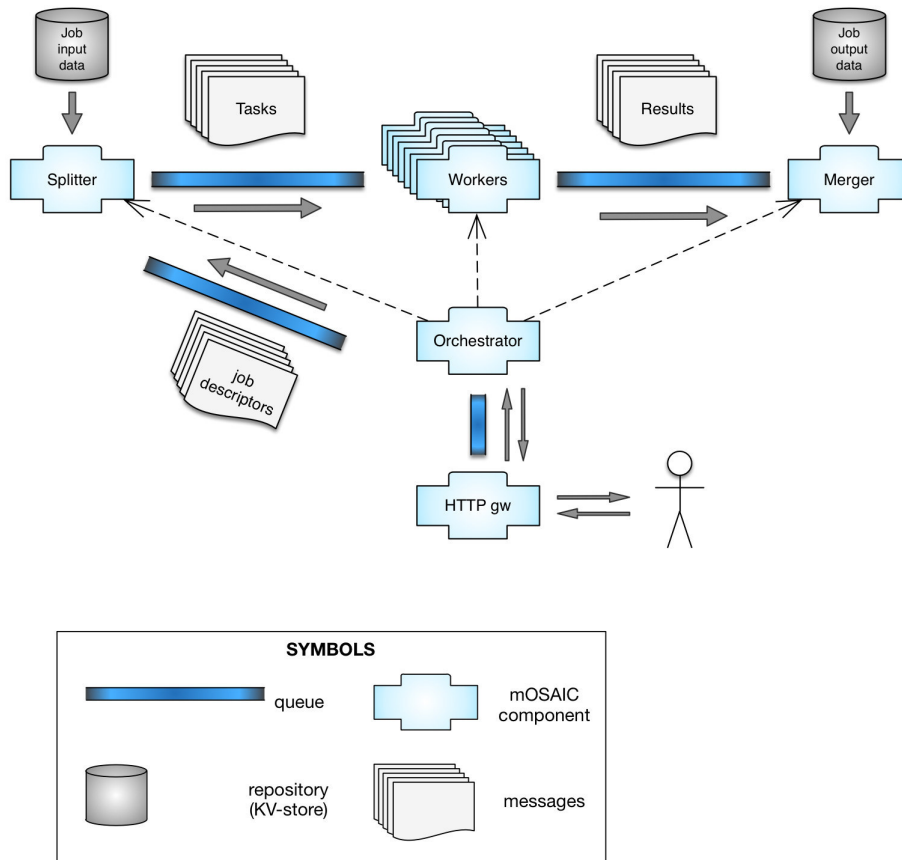 Job
input
data
Job
output
data
Tasks
Results
Splitter
Workers
Merger
Orchestrator
job
descriptors
HTTP gw
SYMBOLS
queue
mOSAIC
component
repository
(KV-store)
messages